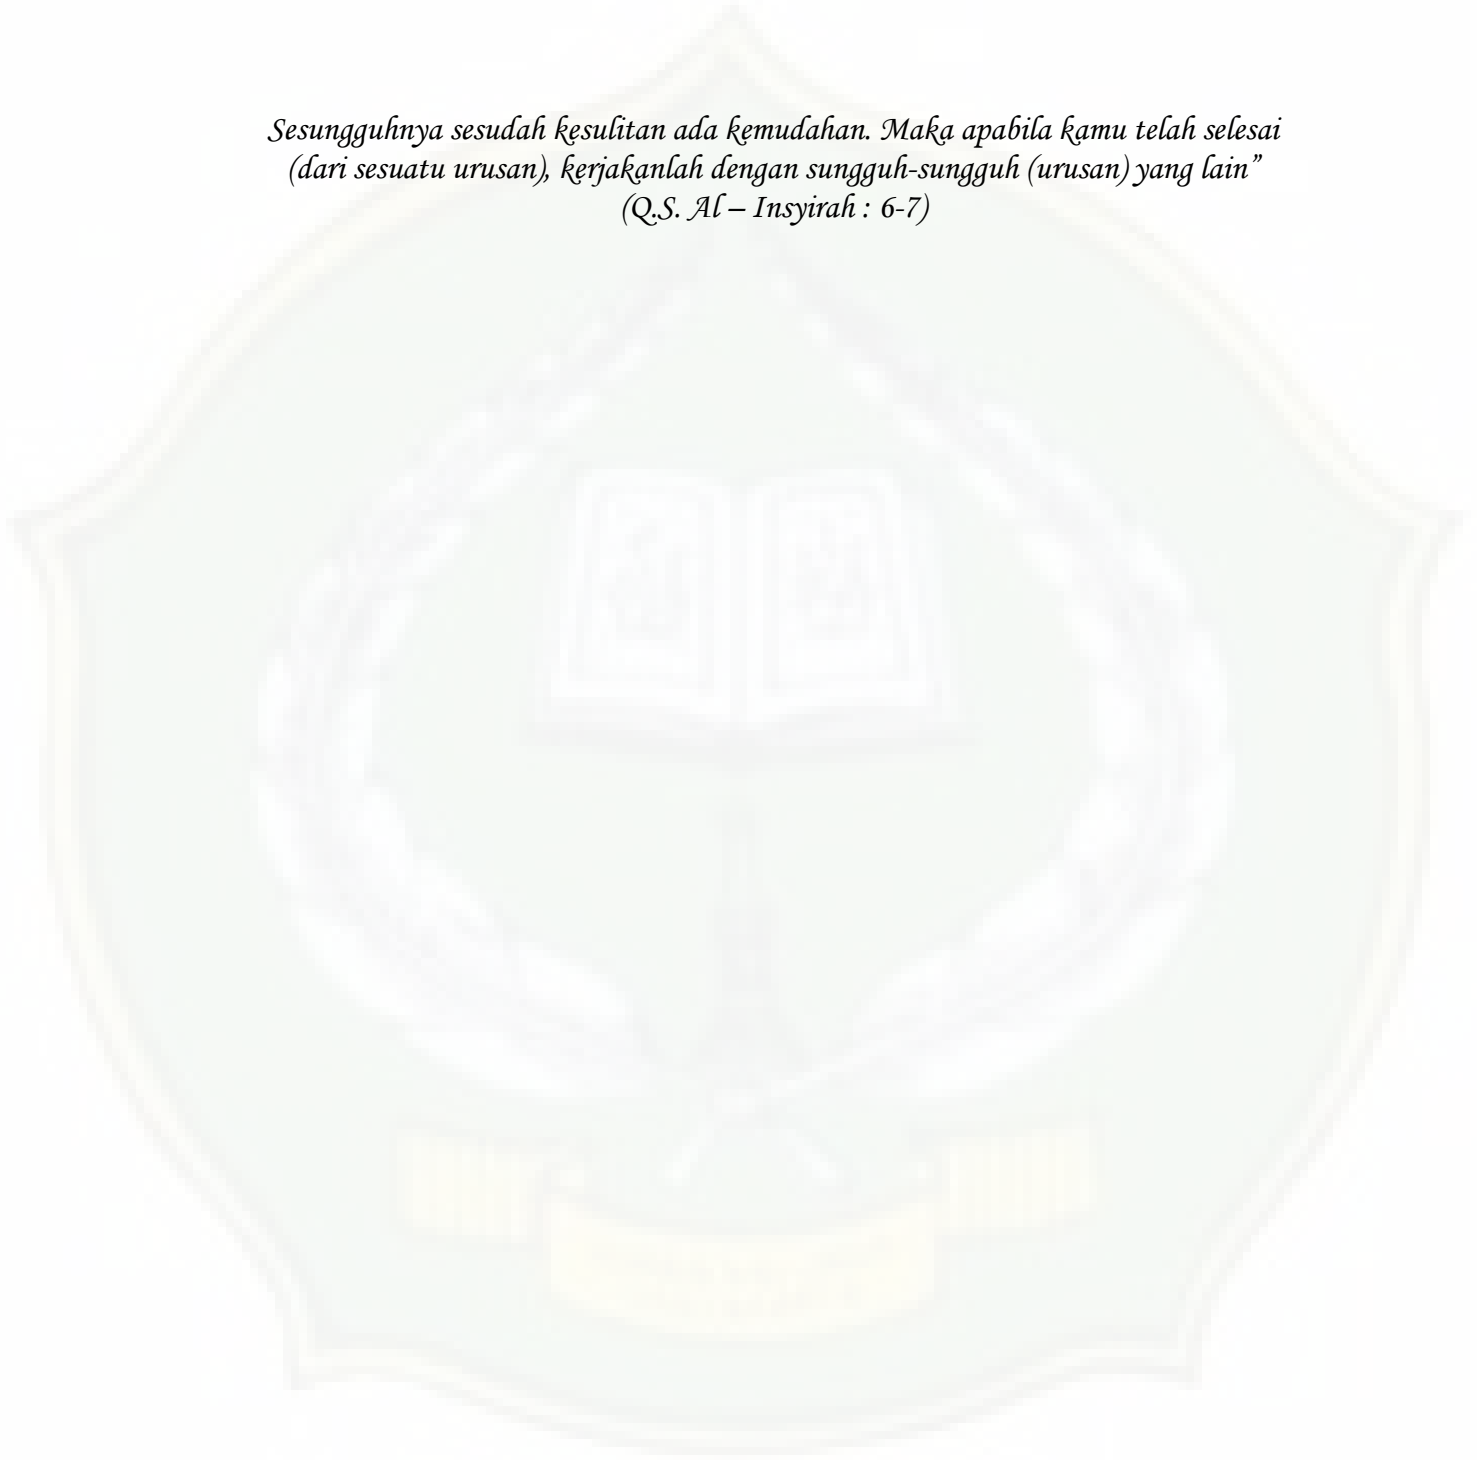 Sesungguhnya sesudah kesulitan ada kemudahan. Maka apabila kamu telah selesai
(dari sesuatu urusan), kerjakanlah dengan sungguh-sungguh (urusan) yang lain”
(Q.S. Al – Insyirah : 6-7)